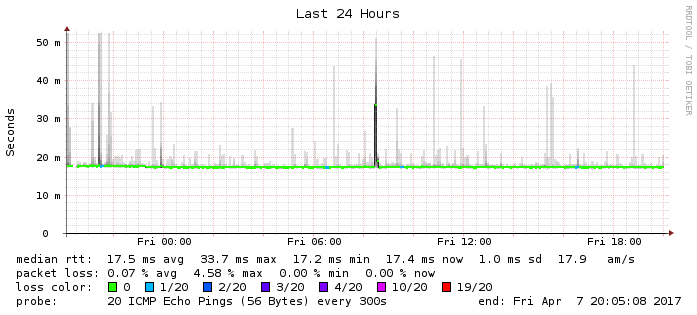 Last 24 Hours
RRDTOOL / TOBI OETIKER
Seconds
50 m
40 m
30 m
20 m
10 m
0
Fri 00:00 Fri 06:00 Fri 12:00 Fri 18:00
median rtt: 17.5 ms avg 33.7 ms max 17.2 ms min 17.4 ms now 1.0 ms sd 17.9 am/s
packet loss: 0.07 % avg 4.58 % max 0.00 % min 0.00 % now
loss color: 0 1/20 2/20 3/20 4/20 10/20 19/20
probe: 20 ICMP Echo Pings (56 Bytes) every 300s end: Fri Apr 7 20:05:08 2017